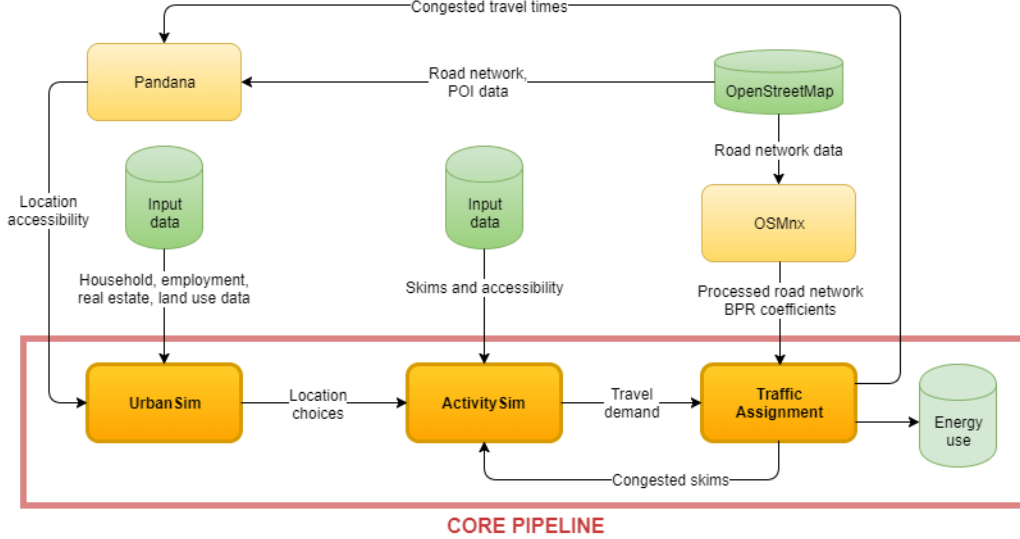 Congested travel times
Pandana
Road network,
POI data
OpenStreetMap
Road network data
Location
accessibility
Input
data
Input
data
OSMnx
Household, employment,
real estate, land use data
Skims and accessibility
Processed road network
BPR coefficients
UrbanSim
Location
choices
ActivitySim
Travel
demand
Traffic
Assignment
Energy
use
Congested skims
CORE PIPELINE